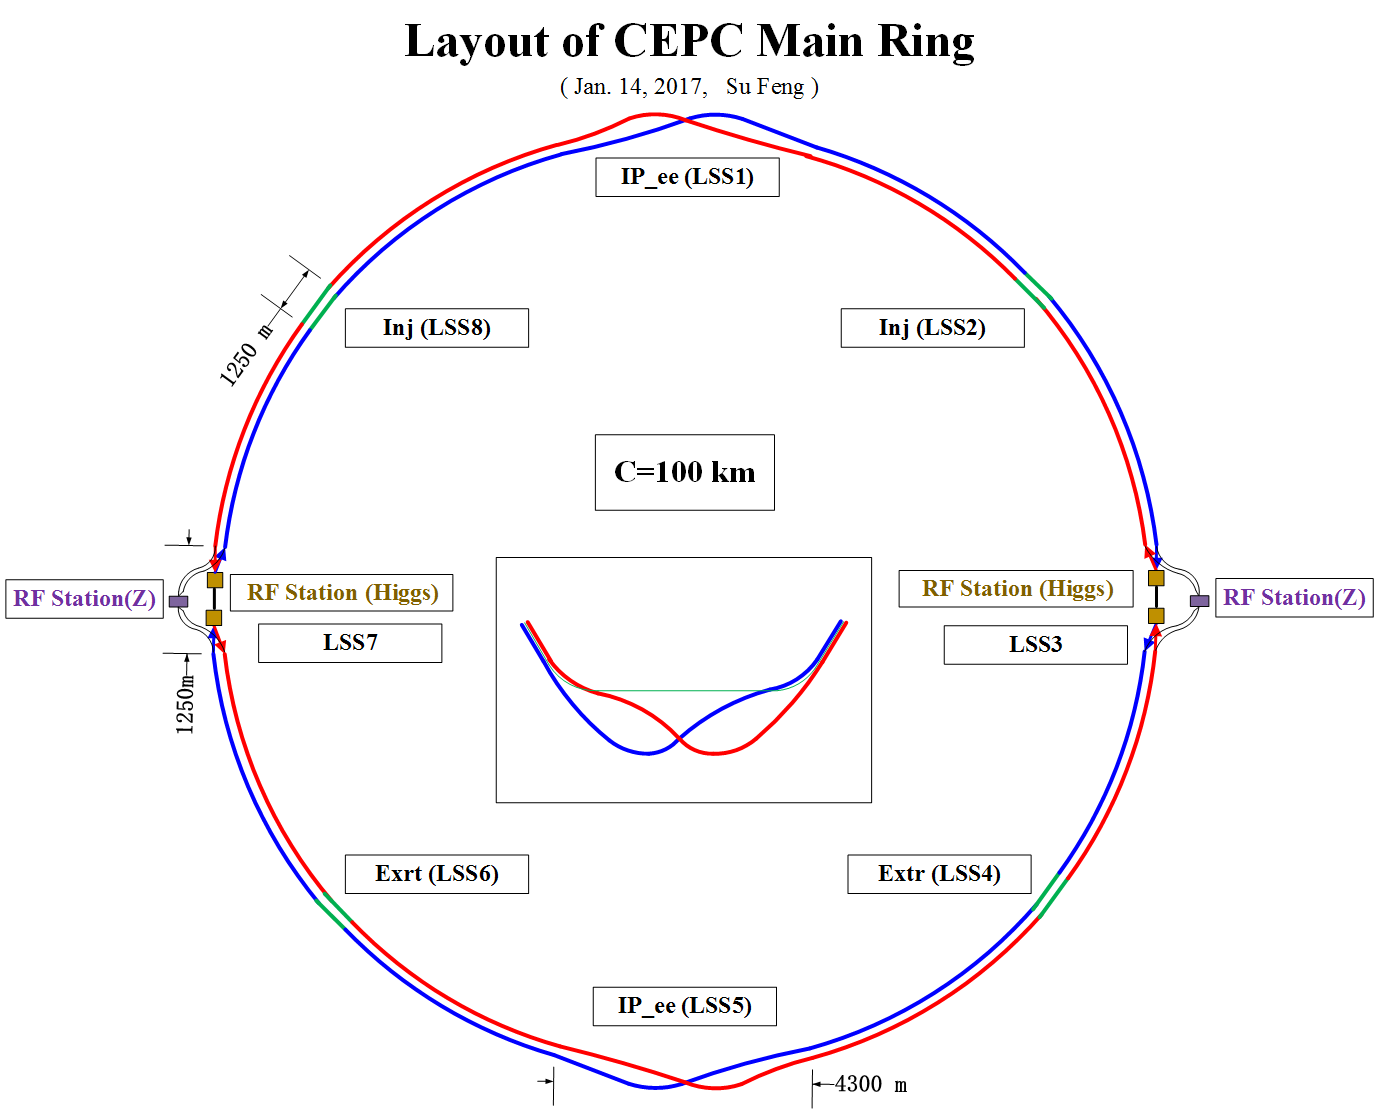 Layout of CEPC Main Ring
( Jan. 14, 2017,   Su Feng )
IP_ee (LSS1)
Inj (LSS8)
Inj (LSS2)
1250 m
C=100 km
RF Station(Z)
RF Station (Higgs)
RF Station (Higgs)
RF Station(Z)
LSS7
LSS3
1250m
Exrt (LSS6)
Extr (LSS4)
IP_ee (LSS5)
4300 m